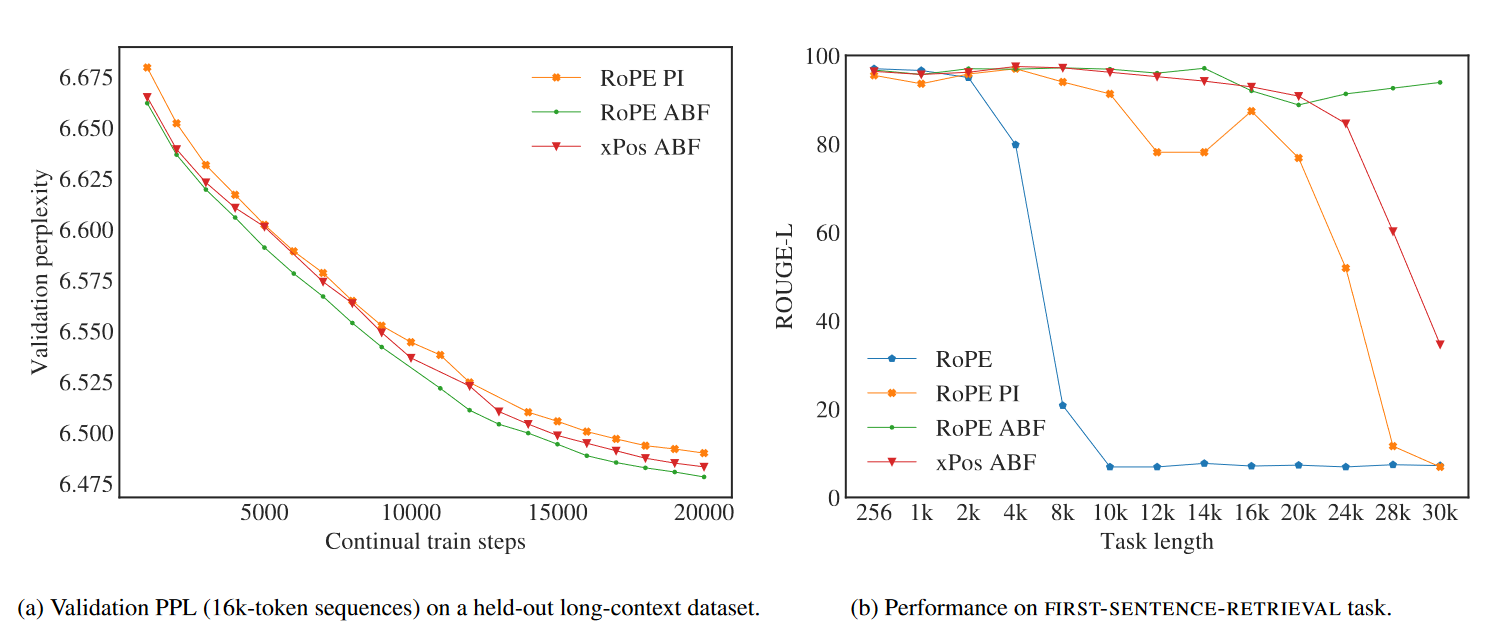 6.675
6.650
6.625
6.600
6.575
6.550
6.525
6.500
6.475
Validation perplexity
RoPE PI
RoPE ABF
xPos ABF
5000 10000 15000 20000
Continual train steps
(a) Validation PPL (16k-token sequences) on a held-out long-context dataset.
100
80
60
40
20
0
ROUGE-L
RoPE
RoPE PI
RoPE ABF
xPos ABF
256 1k 2k 4k 8k 10k 12k 14k 16k 20k 24k 28k 30k
Task length
(b) Performance on FIRST-SENTENCE-RETRIEVAL task.